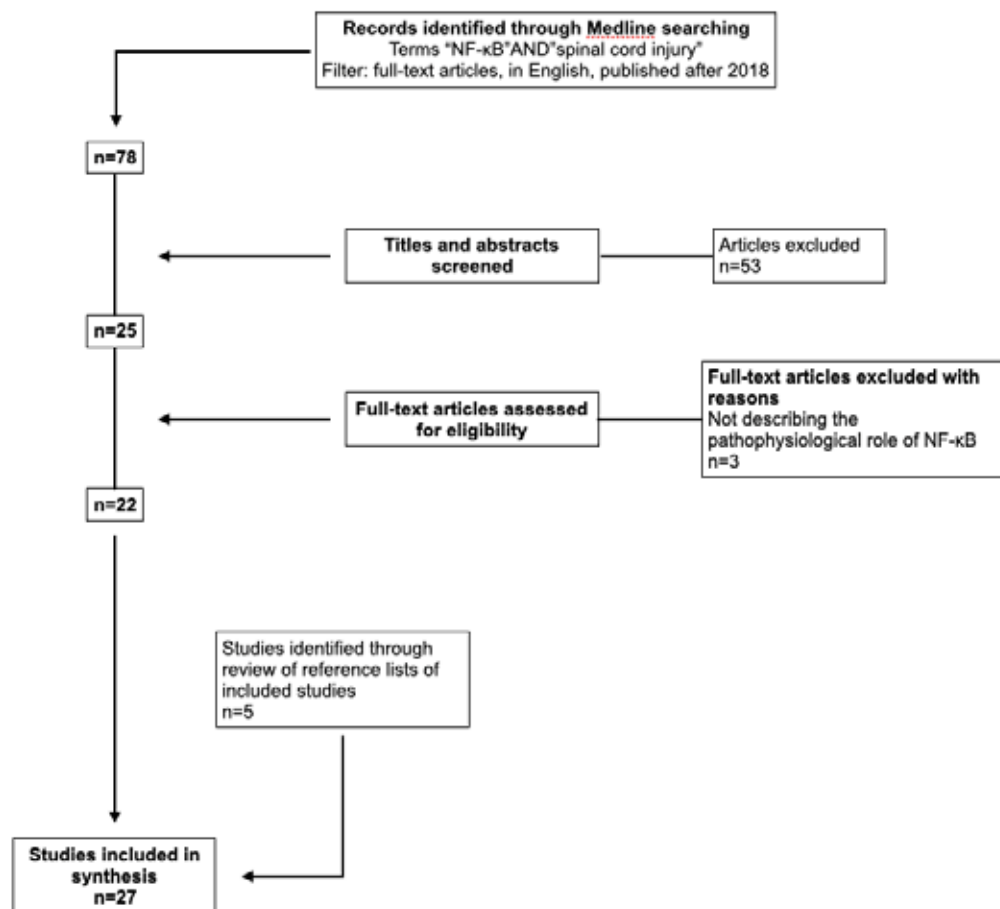 Records identified through Medline searching
Terms “NF-κB”AND”spinal cord injury”
Filter: full-text articles, in English, published after 2018
n=78
Titles and abstracts
screened
Articles excluded
n=53
n=25
Full-text articles assessed
for eligibility
Full-text articles excluded with
reasons
Not describing the
pathophysiological role of NF-κB
n=3
n=22
Studies identified through
review of reference lists of
included studies
n=5
Studies included in
synthesis
n=27